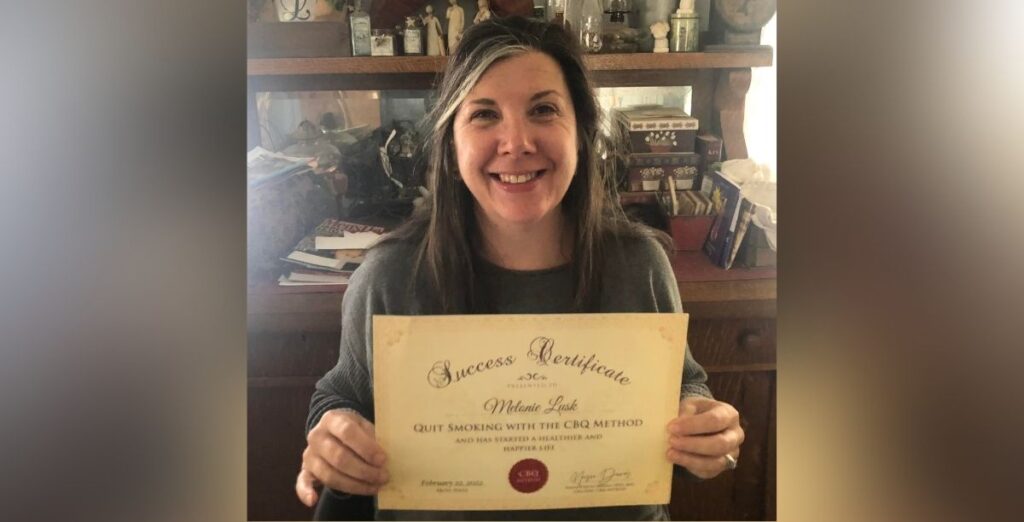 Success Certificate
PRESENTED TO
Melonie Lusk
QUIT SMOKING WITH THE CBQ METHOD
AND HAS STARTED A HEALTHIER AND
HAPPIER LIFE
CBQ
February 22, 2022